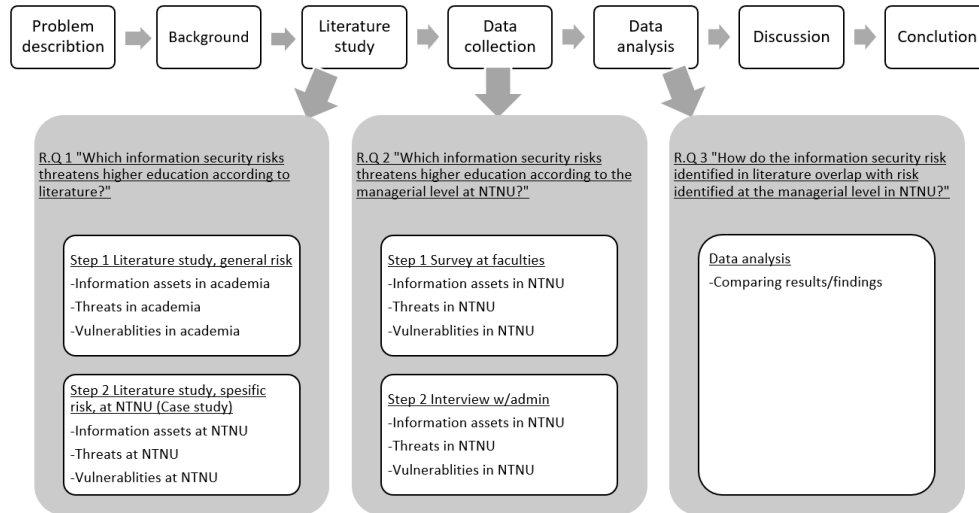 Problem
describtion
Background
Literature
study
Data
collection
Data
analysis
Discussion
Conclution
R.Q 1 "Which information security risks
threatens higher education according to
literature?"
Step 1 Literature study, general risk
-Information assets in academia
-Threats in academia
-Vulnerablities in academia
Step 2 Literature study, spesific
risk, at NTNU (Case study)
-Information assets at NTNU
-Threats at NTNU
-Vulnerablities at NTNU
R.Q 2 "Which information security risks
threatens higher education according to the
managerial level at NTNU?"
Step 1 Survey at faculties
-Information assets in NTNU
-Threats in NTNU
-Vulnerablities in NTNU
Step 2 Interview w/admin
-Information assets in NTNU
-Threats in NTNU
-Vulnerablities in NTNU
R.Q 3 "How do the information security risk
identified in literature overlap with risk
identified at the managerial level in NTNU?"
Data analysis
-Comparing results/findings